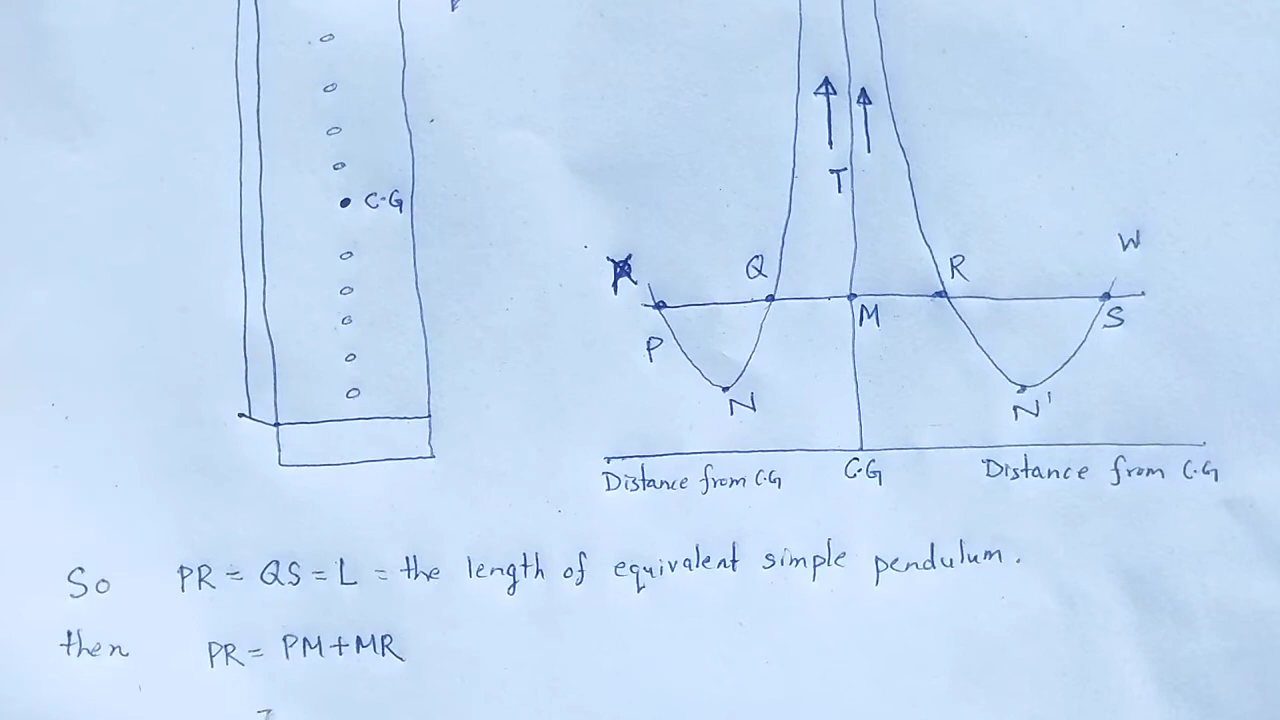 C-G
T
W
Q
R
M
S
P
N
N'
Distance from C.G
C.G
Distance from C.G
So PR = QS = L = the length of equivalent simple pendulum.
then PR = PM+MR